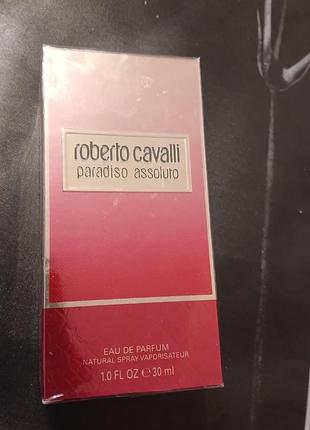 roberto cavalli
paradiso assoluto
EAU DE PARFUM
NATURAL SPRAY-VAPORISATEUR
1.0 FL OZ ℮ 30 ml